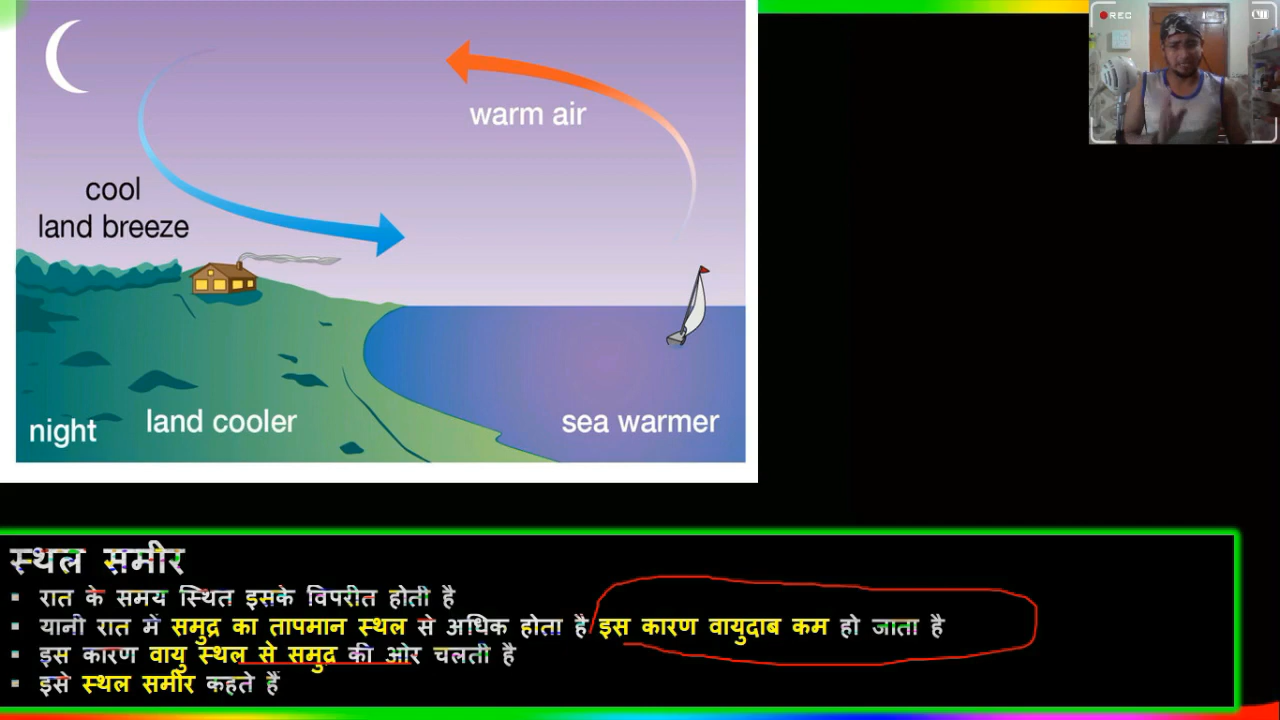 REC
warm air
cool
land breeze
night
land cooler
sea warmer
स्थल समीर
▪ रात के समय स्थित इसके विपरीत होती है
▪ यानी रात में समुद्र का तापमान स्थल से अधिक होता है इस कारण वायुदाब कम हो जाता है
▪ इस कारण वायु स्थल से समुद्र की ओर चलती है
▪ इसे स्थल समीर कहते हैं